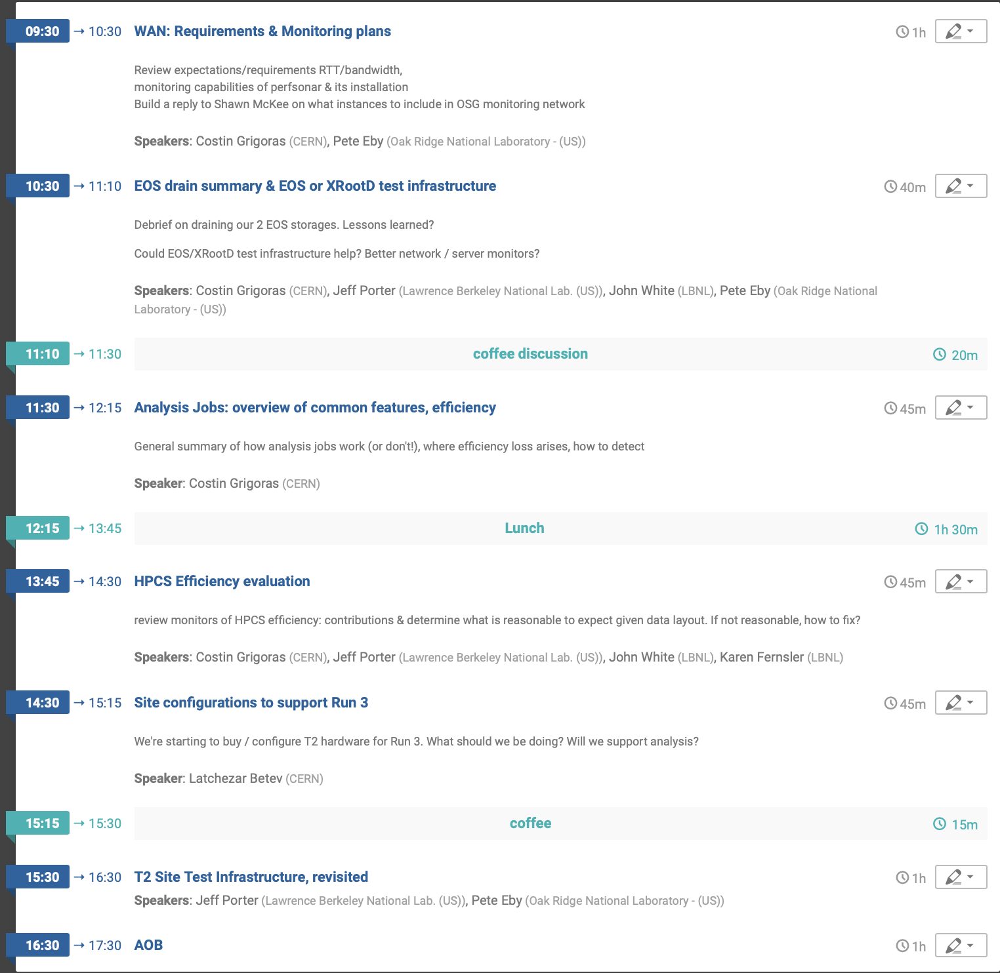 09:30 → 10:30 WAN: Requirements & Monitoring plans 1h
Review expectations/requirements RTT/bandwidth,
monitoring capabilities of perfsonar & its installation
Build a reply to Shawn McKee on what instances to include in OSG monitoring network
Speakers: Costin Grigoras (CERN), Pete Eby (Oak Ridge National Laboratory - (US))
10:30 → 11:10 EOS drain summary & EOS or XRootD test infrastructure 40m
Debrief on draining our 2 EOS storages. Lessons learned?
Could EOS/XRootD test infrastructure help? Better network / server monitors?
Speakers: Costin Grigoras (CERN), Jeff Porter (Lawrence Berkeley National Lab. (US)), John White (LBNL), Pete Eby (Oak Ridge National
Laboratory - (US))
11:10 → 11:30 coffee discussion 20m
11:30 → 12:15 Analysis Jobs: overview of common features, efficiency 45m
General summary of how analysis jobs work (or don't!), where efficiency loss arises, how to detect
Speaker: Costin Grigoras (CERN)
12:15 → 13:45 Lunch 1h 30m
13:45 → 14:30 HPCS Efficiency evaluation 45m
review monitors of HPCS efficiency: contributions & determine what is reasonable to expect given data layout. If not reasonable, how to fix?
Speakers: Costin Grigoras (CERN), Jeff Porter (Lawrence Berkeley National Lab. (US)), John White (LBNL), Karen Fernsler (LBNL)
14:30 → 15:15 Site configurations to support Run 3 45m
We're starting to buy / configure T2 hardware for Run 3. What should we be doing? Will we support analysis?
Speaker: Latchezar Betev (CERN)
15:15 → 15:30 coffee 15m
15:30 → 16:30 T2 Site Test Infrastructure, revisited 1h
Speakers: Jeff Porter (Lawrence Berkeley National Lab. (US)), Pete Eby (Oak Ridge National Laboratory - (US))
16:30 → 17:30 AOB 1h